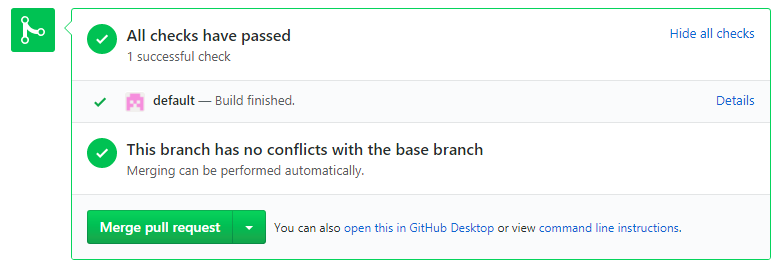 All checks have passed
Hide all checks
1 successful check
default — Build finished.
Details
This branch has no conflicts with the base branch
Merging can be performed automatically.
Merge pull request
You can also open this in GitHub Desktop or view command line instructions.